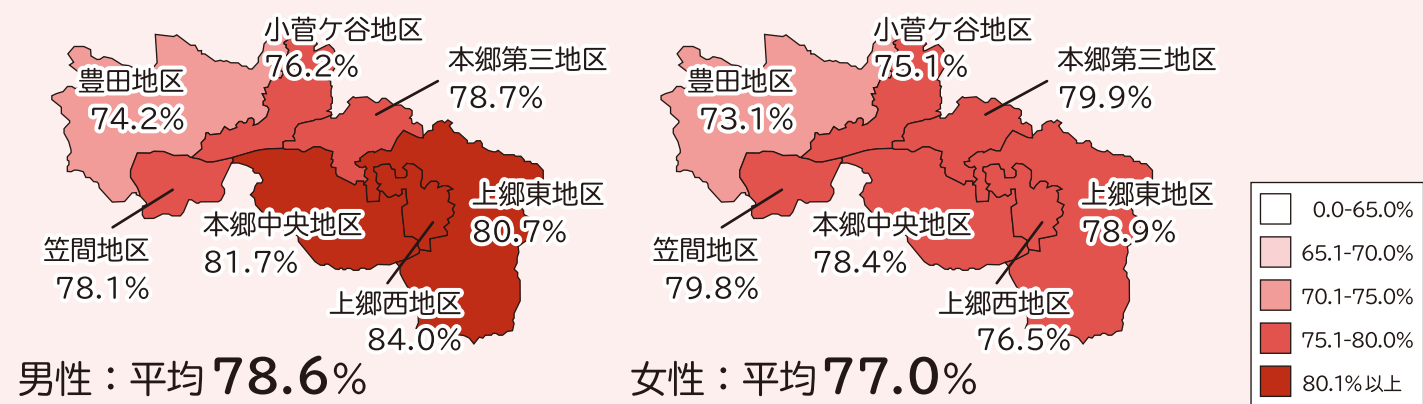 小菅ケ谷地区
76.2%
本郷第三地区
78.7%
豊田地区
74.2%
上郷東地区
80.7%
本郷中央地区
81.7%
笠間地区
78.1%
上郷西地区
84.0%
男性：平均78.6%
小菅ケ谷地区
75.1%
本郷第三地区
79.9%
豊田地区
73.1%
上郷東地区
78.9%
本郷中央地区
78.4%
笠間地区
79.8%
上郷西地区
76.5%
女性：平均77.0%
0.0-65.0%
65.1-70.0%
70.1-75.0%
75.1-80.0%
80.1%以上